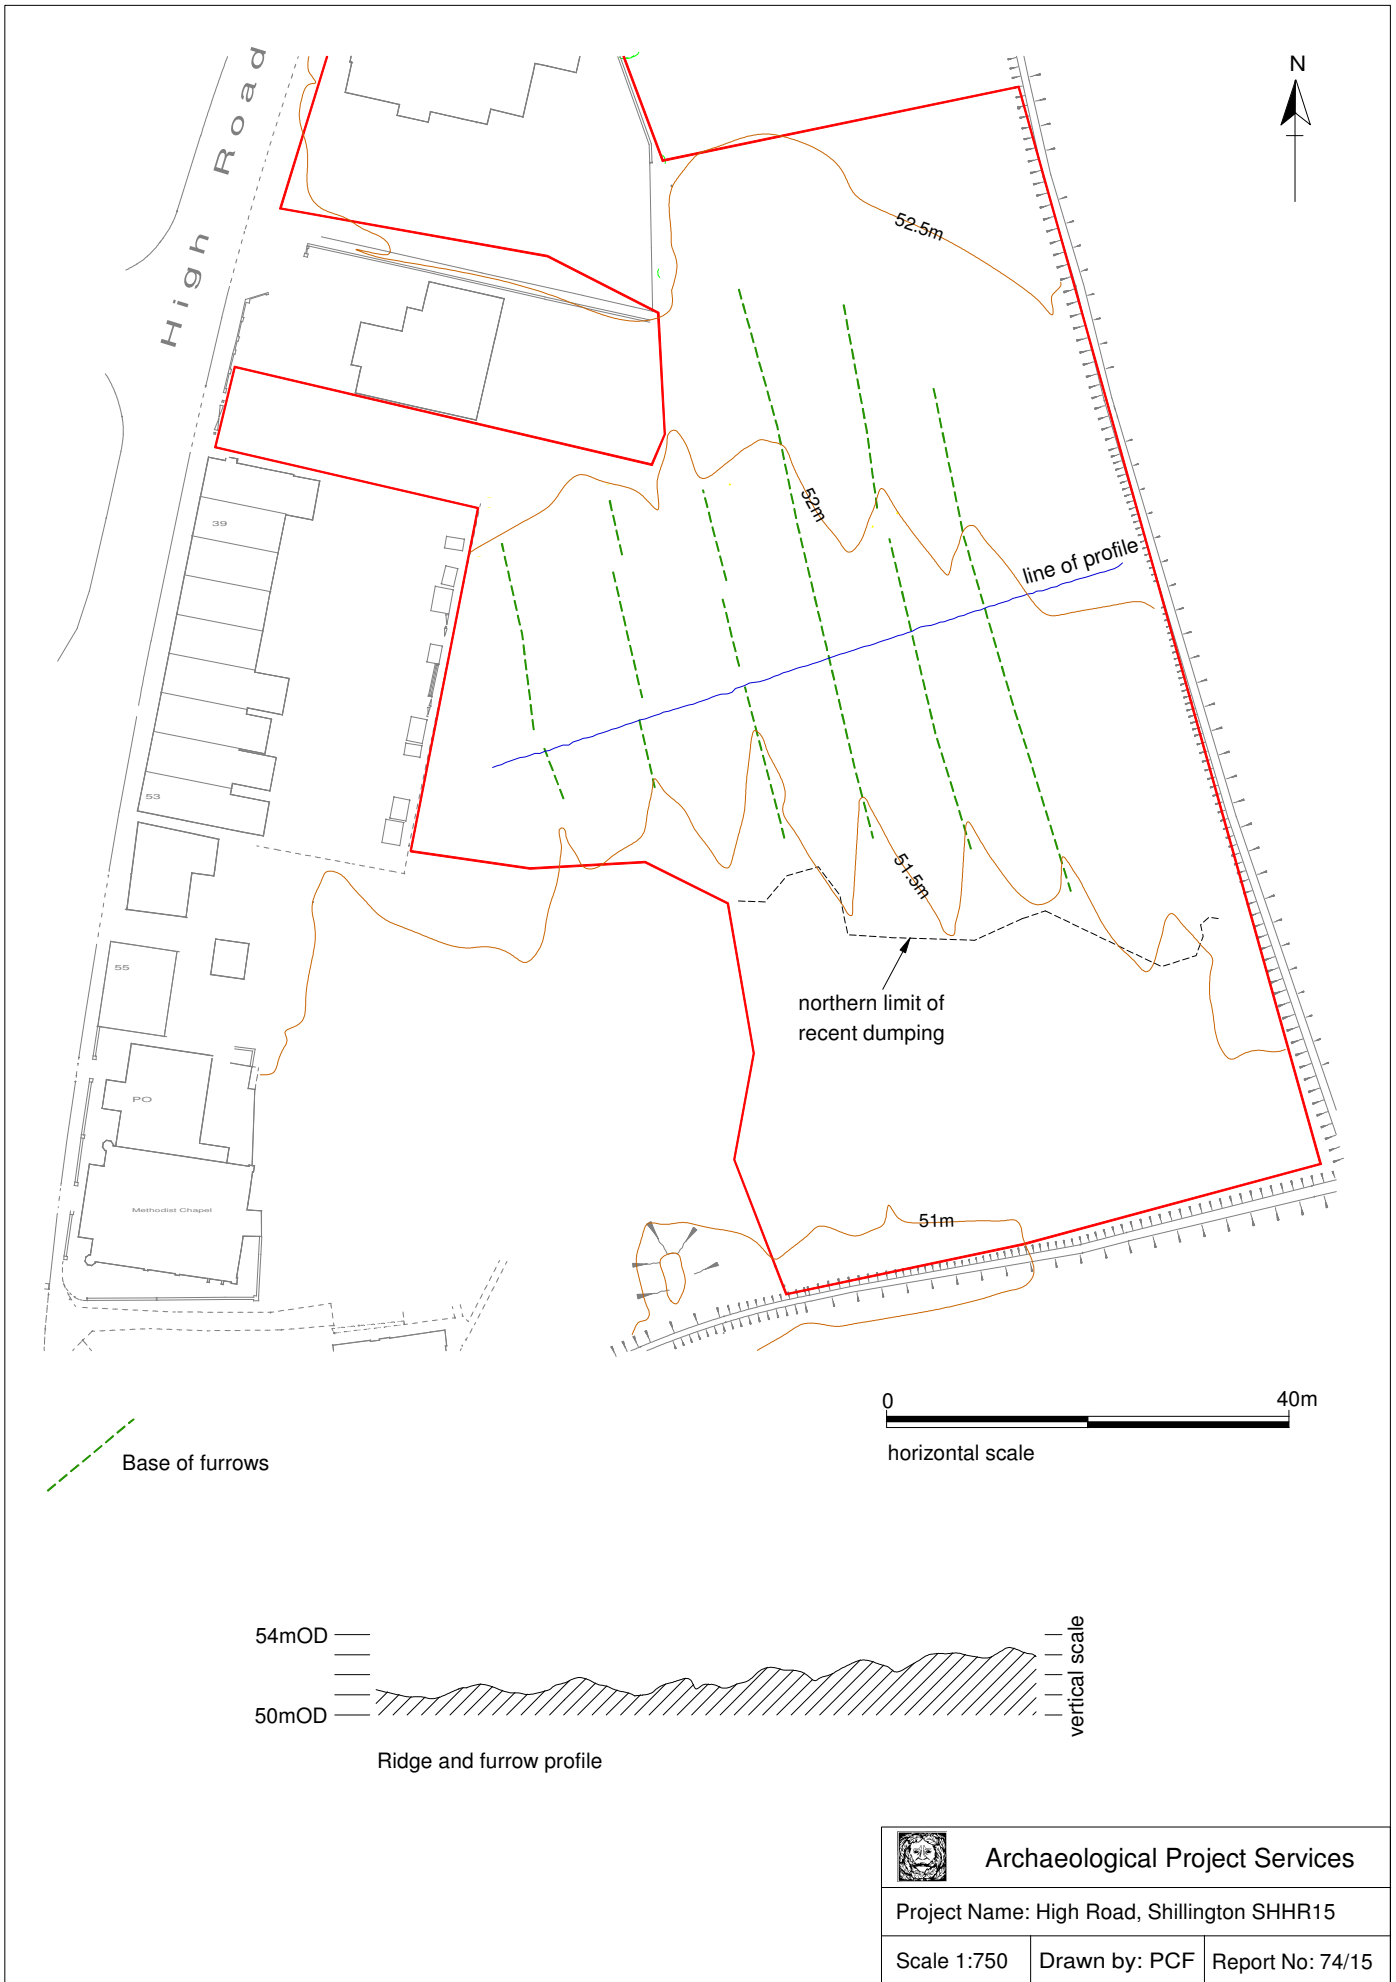 High Road
N
52.5m
52m
line of profile
39
53
51.5m
55
northern limit of
recent dumping
PO
Methodist Chapel
51m
0
40m
horizontal scale
Base of furrows
54mOD
50mOD
vertical scale
Ridge and furrow profile
Archaeological Project Services
Project Name: High Road, Shillington SHHR15
Scale 1:750
Drawn by: PCF
Report No: 74/15